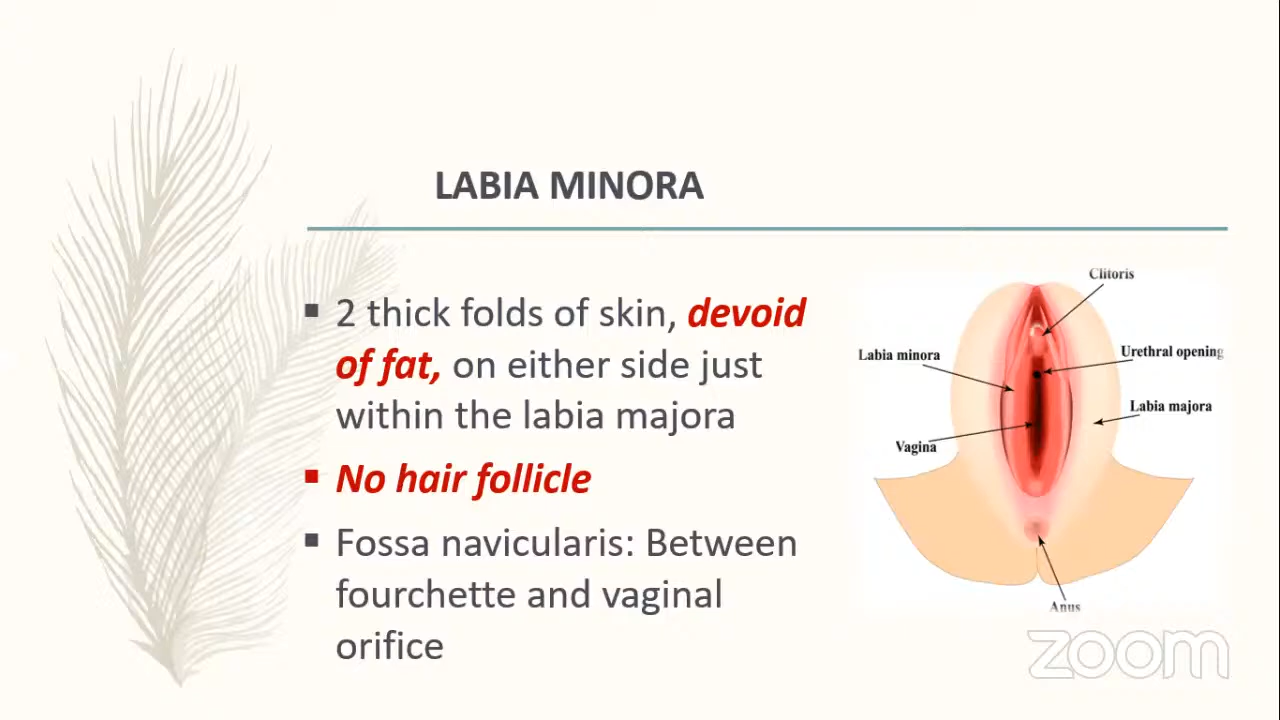 LABIA MINORA
▪ 2 thick folds of skin, devoid
of fat, on either side just
within the labia majora
▪ No hair follicle
▪ Fossa navicularis: Between
fourchette and vaginal
orifice
Clitoris
Labia minora
Urethral opening
Labia majora
Vagina
Anus
zoom